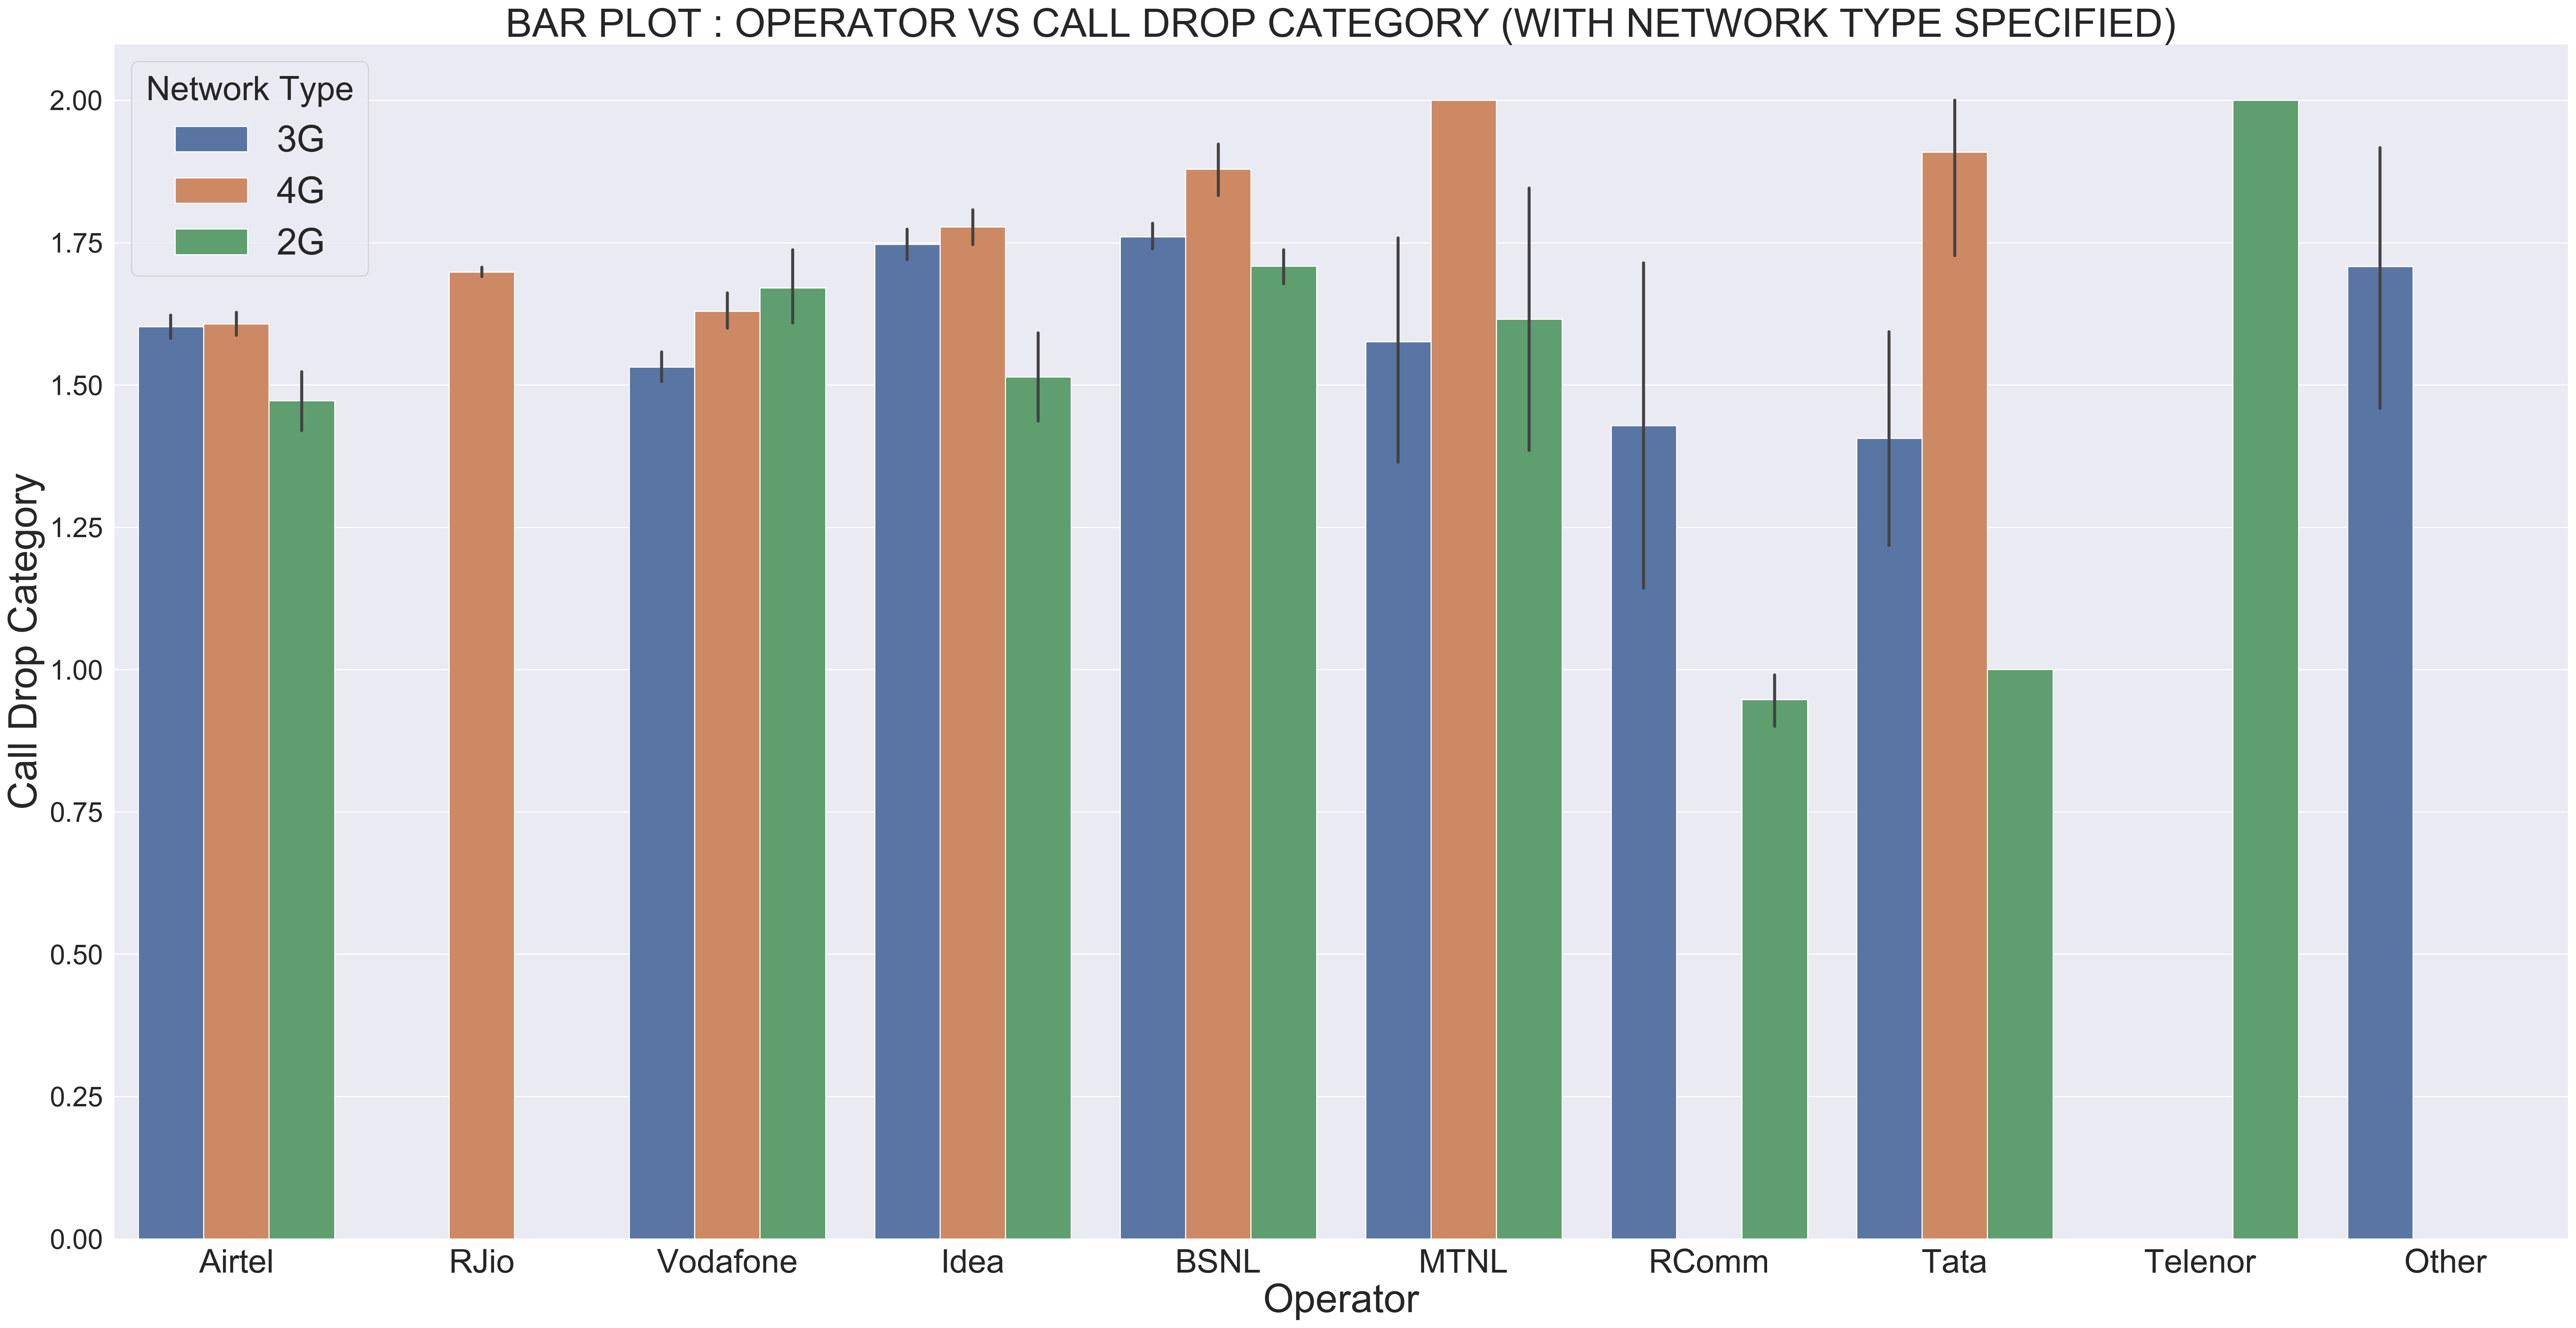 BAR PLOT : OPERATOR VS CALL DROP CATEGORY (WITH NETWORK TYPE SPECIFIED)
Network Type
3G
4G
2G
2.00
1.75
1.50
1.25
1.00
0.75
0.50
0.25
0.00
Call Drop Category
Airtel RJio Vodafone Idea BSNL MTNL RComm Tata Telenor Other
Operator